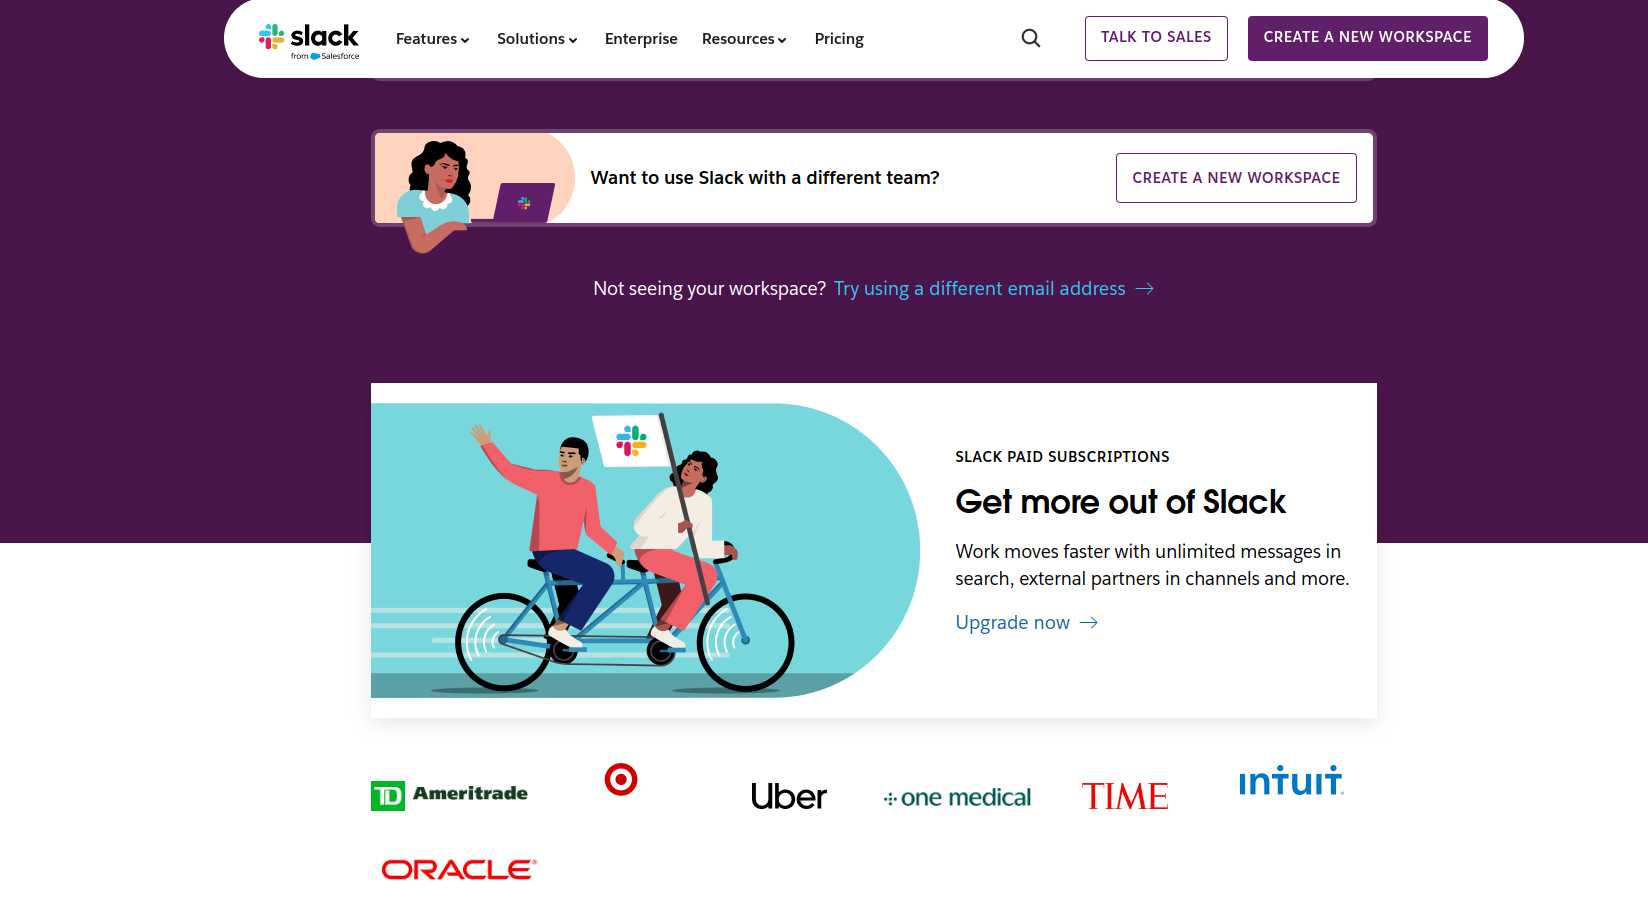 slack
from Salesforce
Features
Solutions
Enterprise
Resources
Pricing
TALK TO SALES
CREATE A NEW WORKSPACE
Want to use Slack with a different team?
CREATE A NEW WORKSPACE
Not seeing your workspace? Try using a different email address →
SLACK PAID SUBSCRIPTIONS
Get more out of Slack
Work moves faster with unlimited messages in
search, external partners in channels and more.
Upgrade now →
TD Ameritrade
Uber
one medical
TIME
intuit
ORACLE®